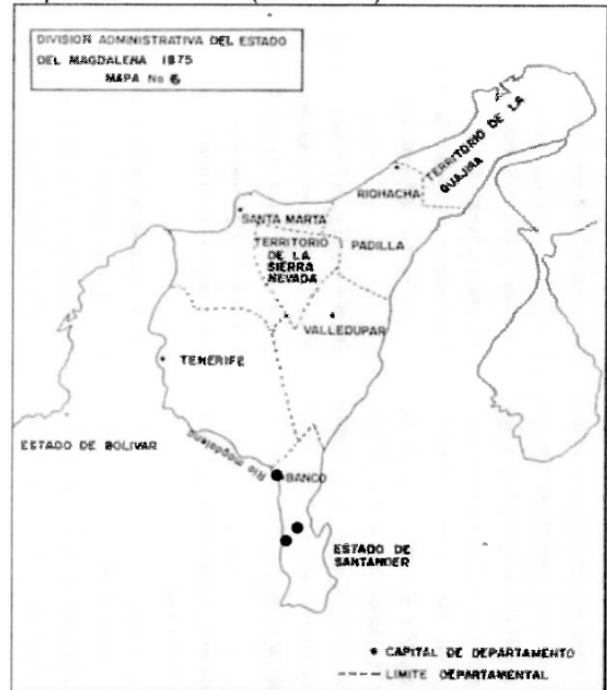 DIVISION ADMINISTRATIVA DEL ESTADO
DEL MAGDALENA 1875
MAPA No 6
TERRITORIO DE LA
GUAJIRA
RIOHACHA
SANTA MARTA
TERRITORIO
DE LA
SIERRA
NEVADA
PADILLA
VALLEDUPAR
TENERIFE
ESTADO DE BOLIVAR
Río magdalena
BANCO
ESTADO DE
SANTANDER
CAPITAL DE DEPARTAMENTO
LIMITE DEPARTAMENTAL